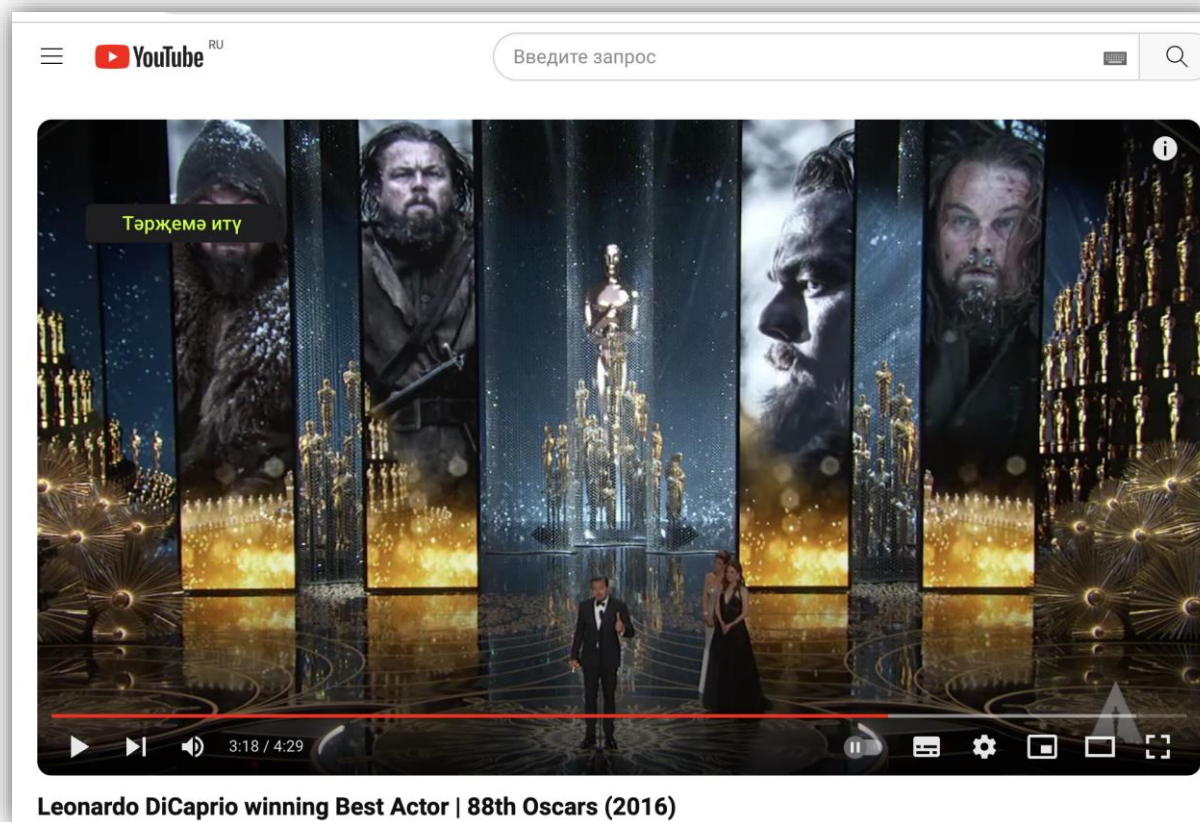 YouTube RU
Введите запрос
Тәрҗемә итү
3:18 / 4:29
Leonardo DiCaprio winning Best Actor | 88th Oscars (2016)